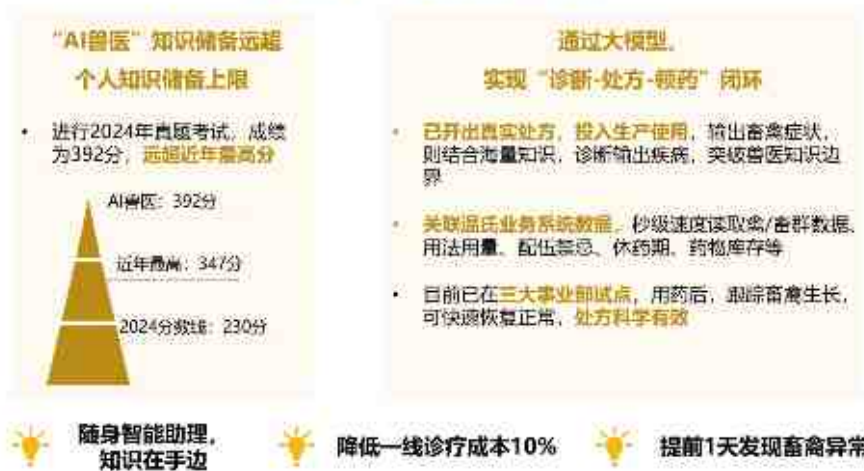 “AI兽医”知识储备远超
个人知识储备上限
• 进行2024年真题考试，成绩
为392分，远超近年最高分
AI兽医：392分
近年最高：347分
2024分数线：230分
通过大模型，
实现“诊断-处方-领药”闭环
• 已开出真实处方，投入生产使用，输出畜禽症状，
则结合海量知识，诊断输出疾病，突破兽医知识边
界
• 关联温氏业务系统数据，秒级速度读取禽/畜群数据、
用法用量、配伍禁忌、休药期、药物库存等
• 目前已在三大事业部试点，用药后，跟踪畜禽生长，
可快速恢复正常，处方科学有效
随身智能助理，
知识在手边
降低一线诊疗成本10%
提前1天发现畜禽异常